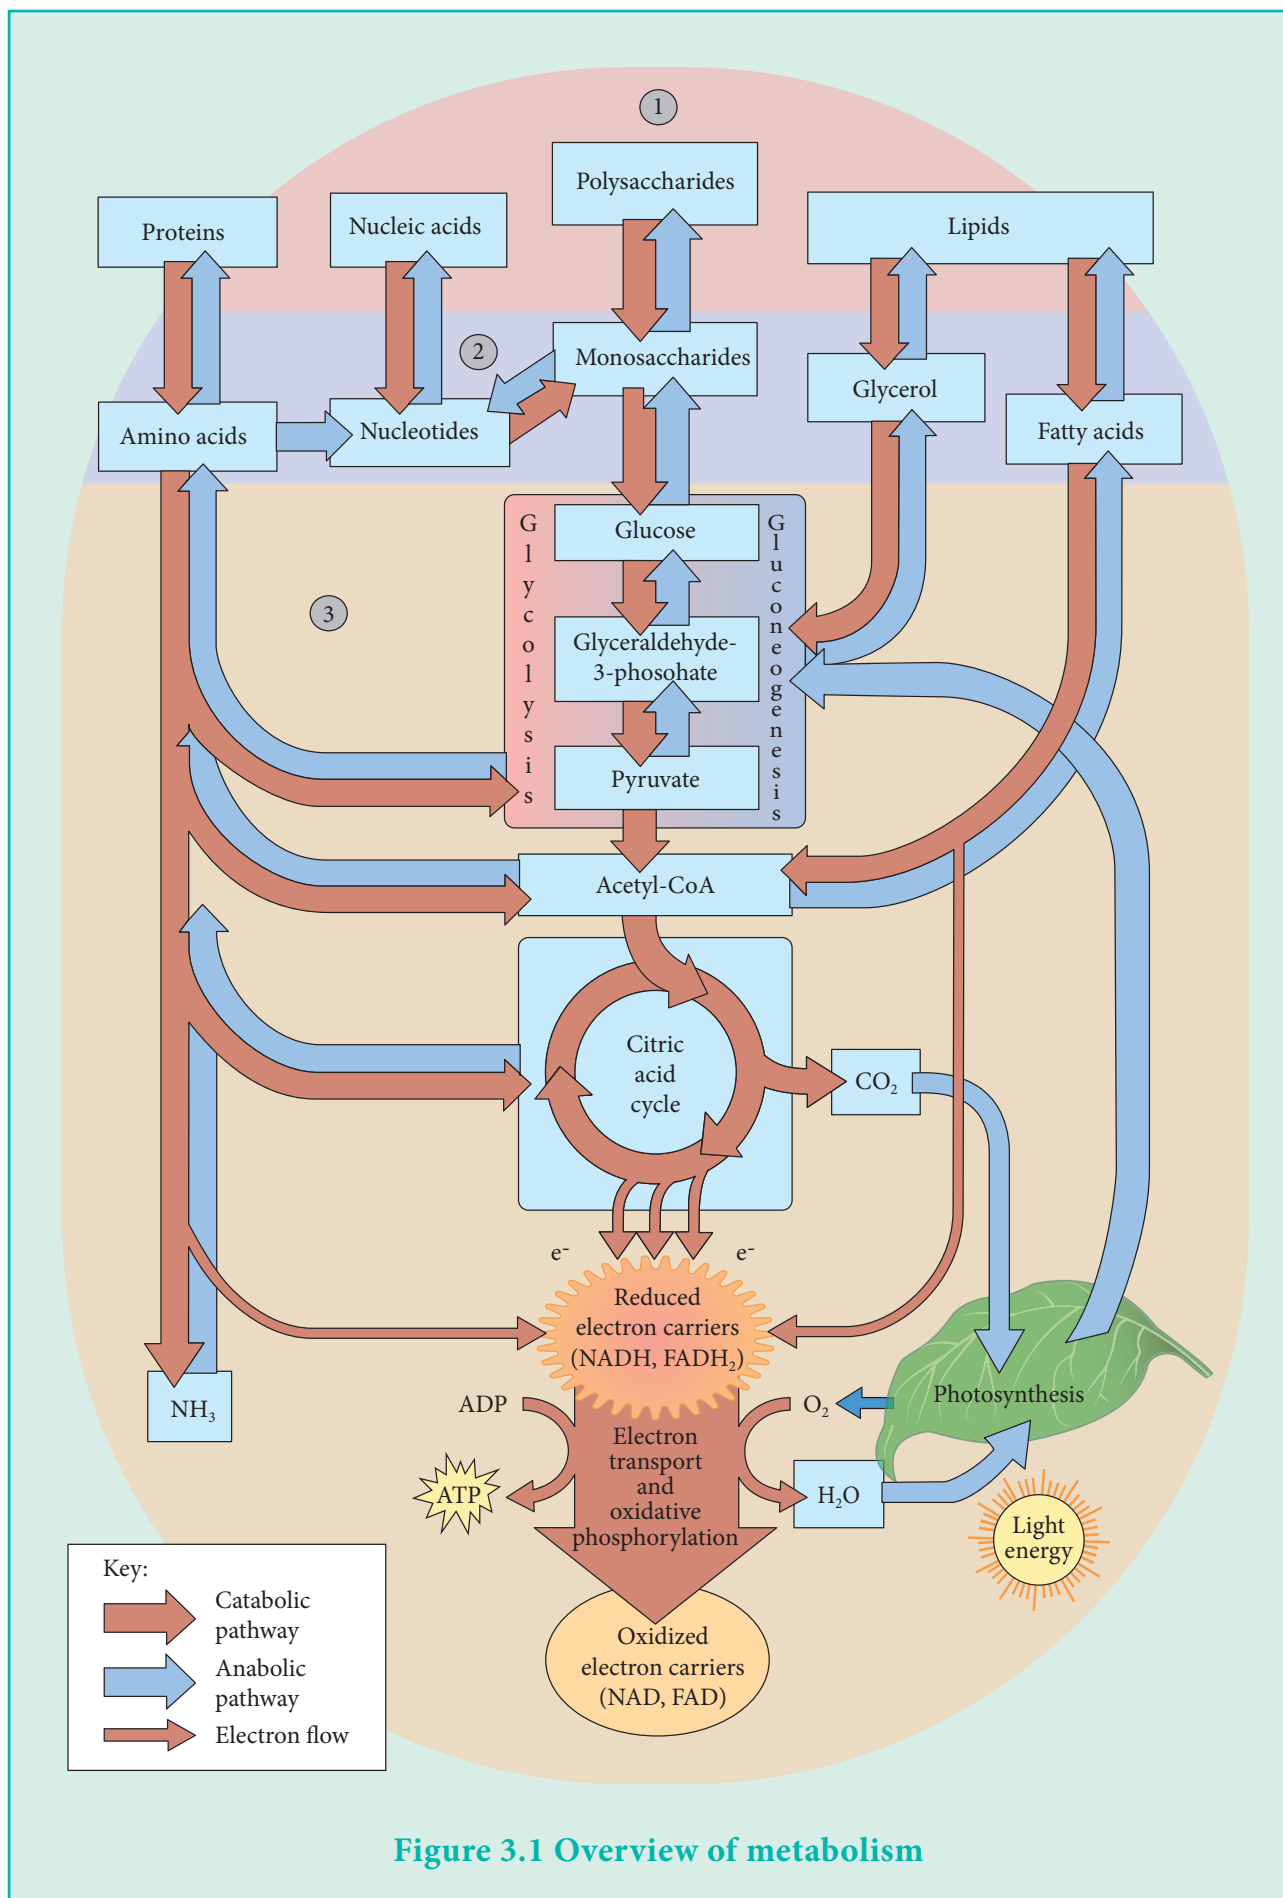 1
Polysaccharides
Proteins
Nucleic acids
Lipids
2
Monosaccharides
Glycerol
Amino acids
Nucleotides
Fatty acids
Glycolysis
Glucose
Gluconeogenesis
3
Glyceraldehyde-
3-phosohate
Pyruvate
Acetyl-CoA
Citric
acid
cycle
CO₂
e-
e-
Reduced
electron carriers
(NADH, FADH₂)
NH₃
ADP
O₂
Photosynthesis
Electron
transport
and
oxidative
phosphorylation
ATP
H₂O
Light
energy
Oxidized
electron carriers
(NAD, FAD)
Key:
Catabolic
pathway
Anabolic
pathway
Electron flow
Figure 3.1 Overview of metabolism